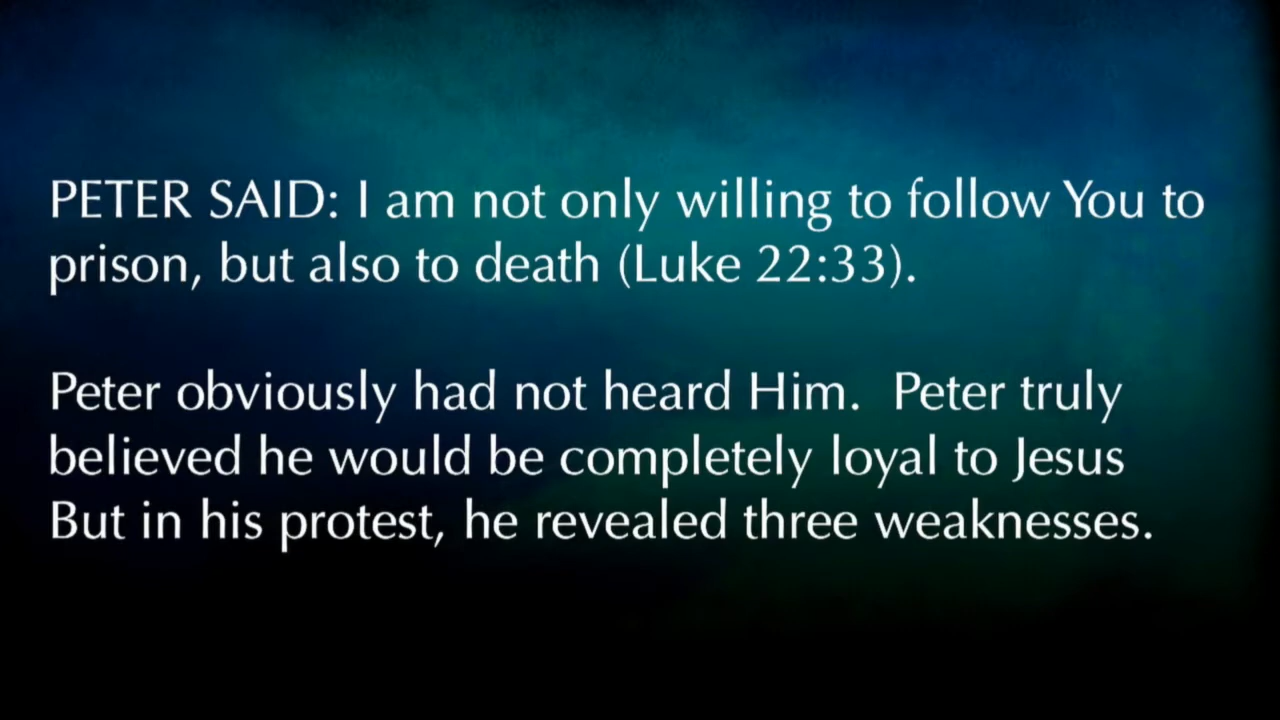 PETER SAID: I am not only willing to follow You to
prison, but also to death (Luke 22:33).
Peter obviously had not heard Him.  Peter truly
believed he would be completely loyal to Jesus
But in his protest, he revealed three weaknesses.